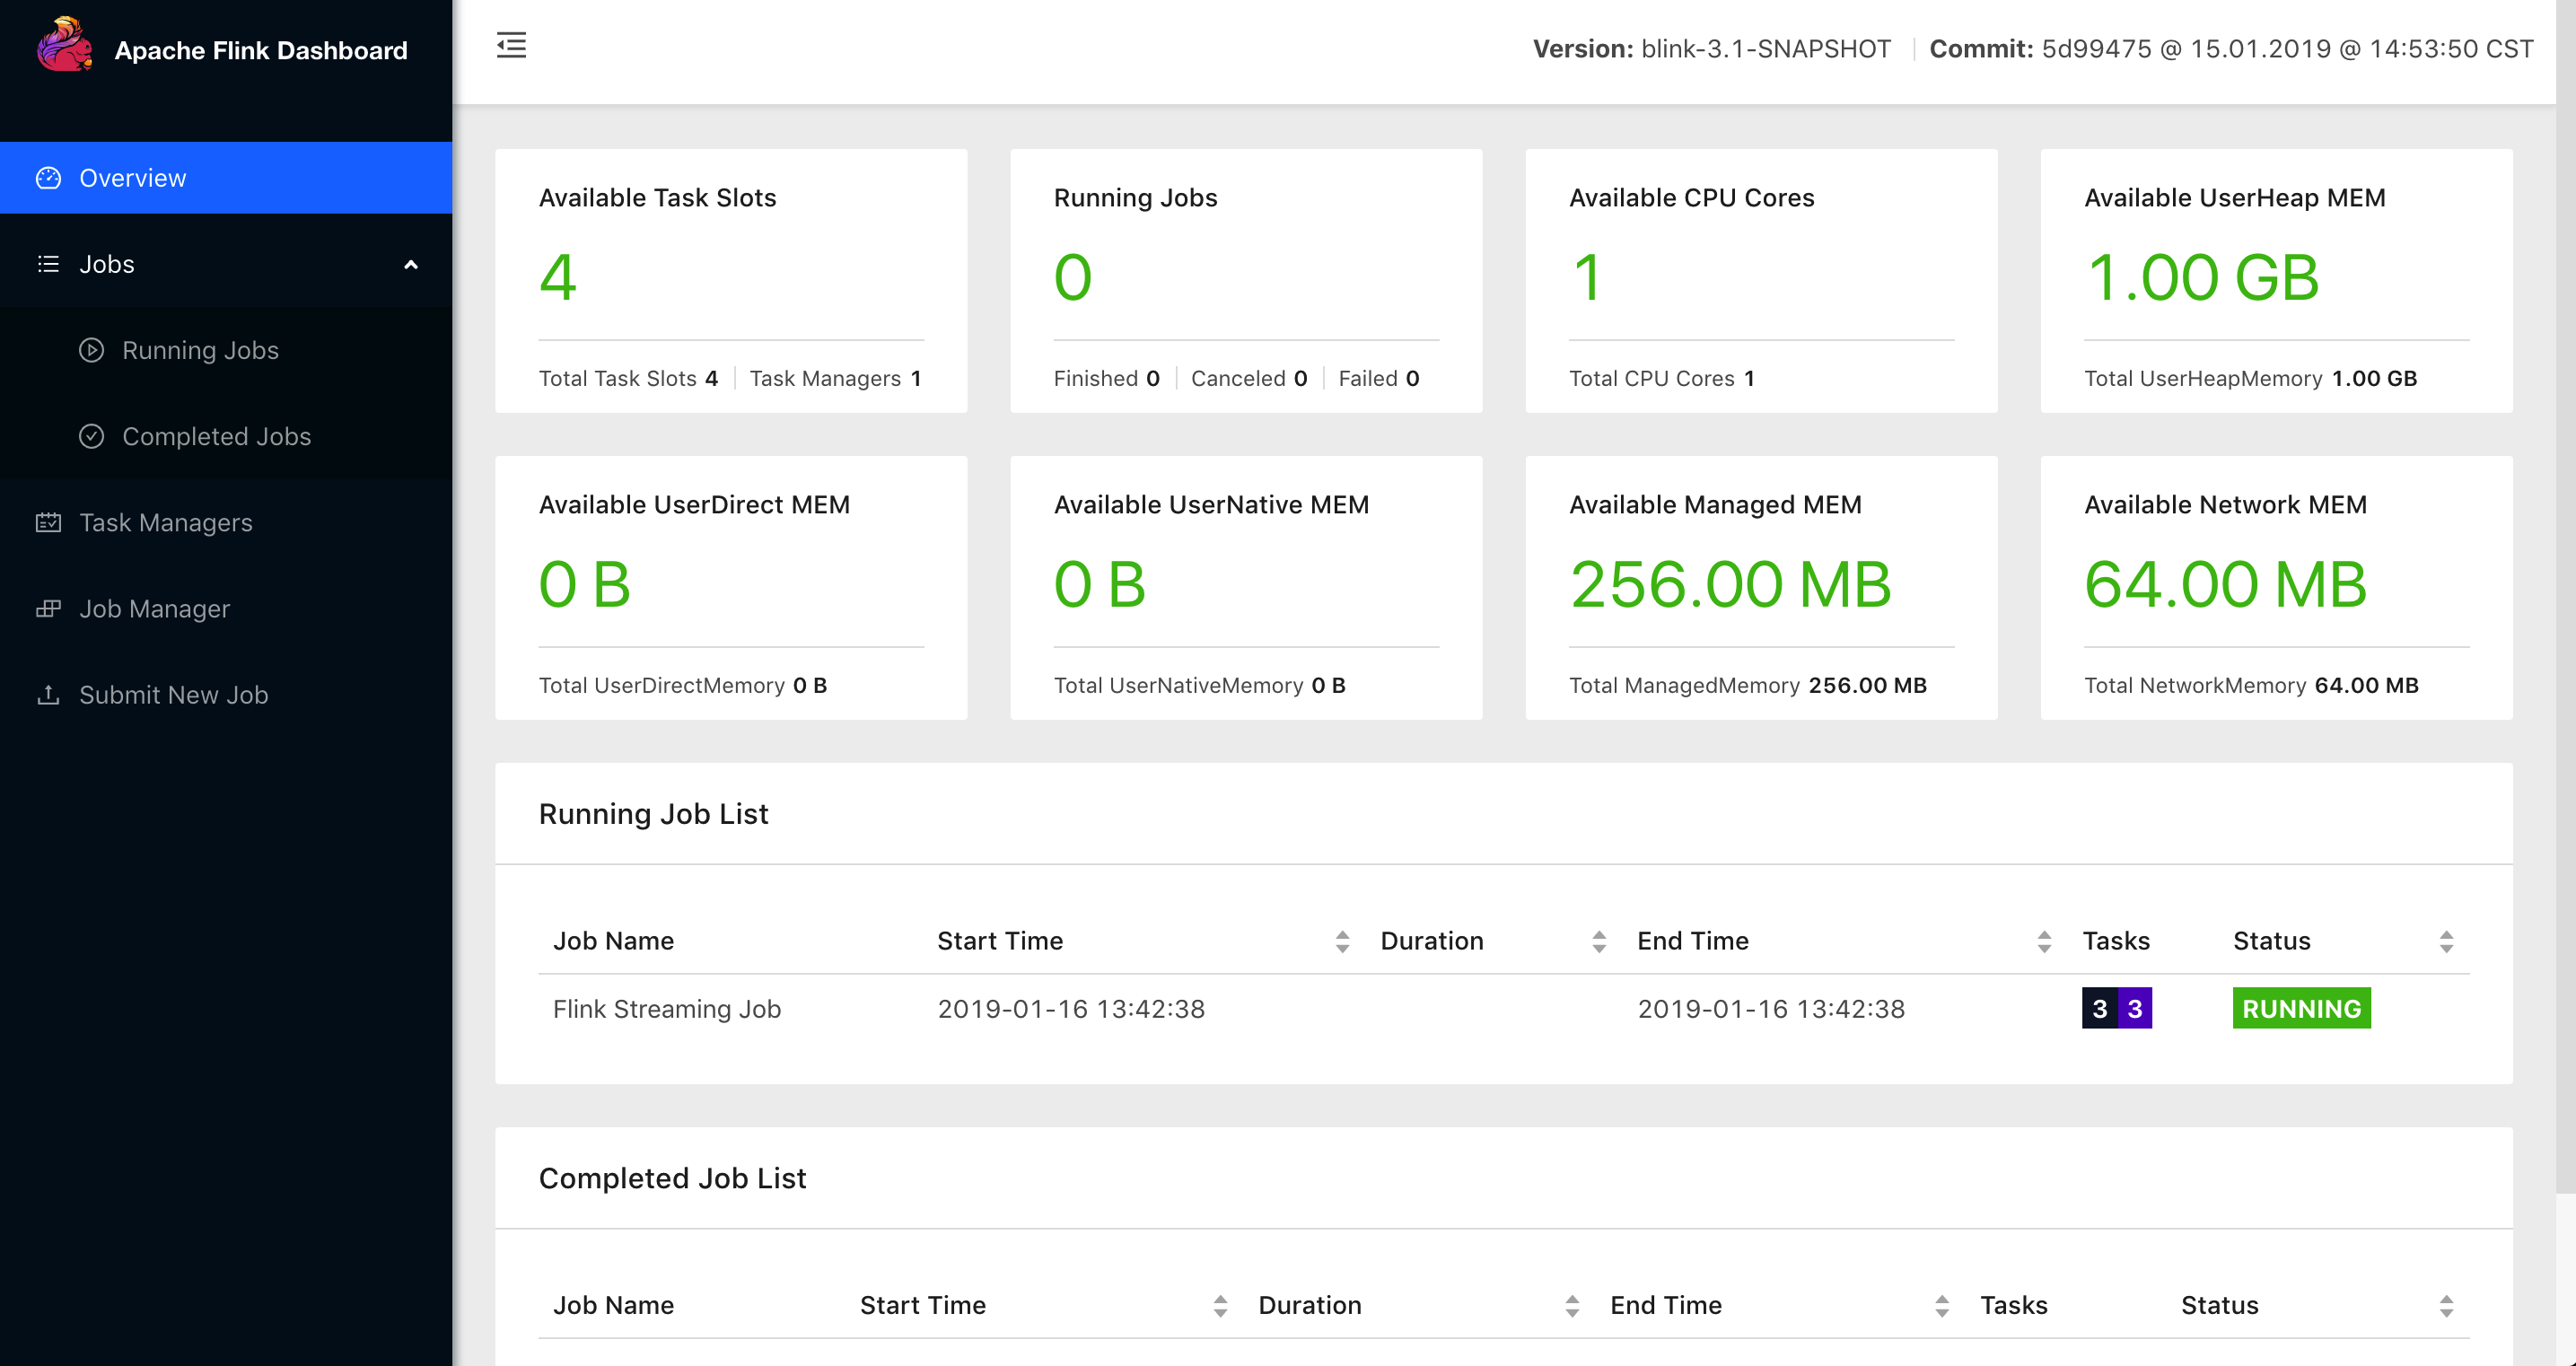 Apache Flink Dashboard
Version: blink-3.1-SNAPSHOT Commit: 5d99475 @ 15.01.2019 @ 14:53:50 CST
Overview
Jobs
Running Jobs
Completed Jobs
Task Managers
Job Manager
Submit New Job
Available Task Slots
4
Total Task Slots 4 Task Managers 1
Running Jobs
0
Finished 0 Canceled 0 Failed 0
Available CPU Cores
1
Total CPU Cores 1
Available UserHeap MEM
1.00 GB
Total UserHeapMemory 1.00 GB
Available UserDirect MEM
0 B
Total UserDirectMemory 0 B
Available UserNative MEM
0 B
Total UserNativeMemory 0 B
Available Managed MEM
256.00 MB
Total ManagedMemory 256.00 MB
Available Network MEM
64.00 MB
Total NetworkMemory 64.00 MB
Running Job List
Job Name Start Time Duration End Time Tasks Status
Flink Streaming Job 2019-01-16 13:42:38 2019-01-16 13:42:38 3 3 RUNNING
Completed Job List
Job Name Start Time Duration End Time Tasks Status